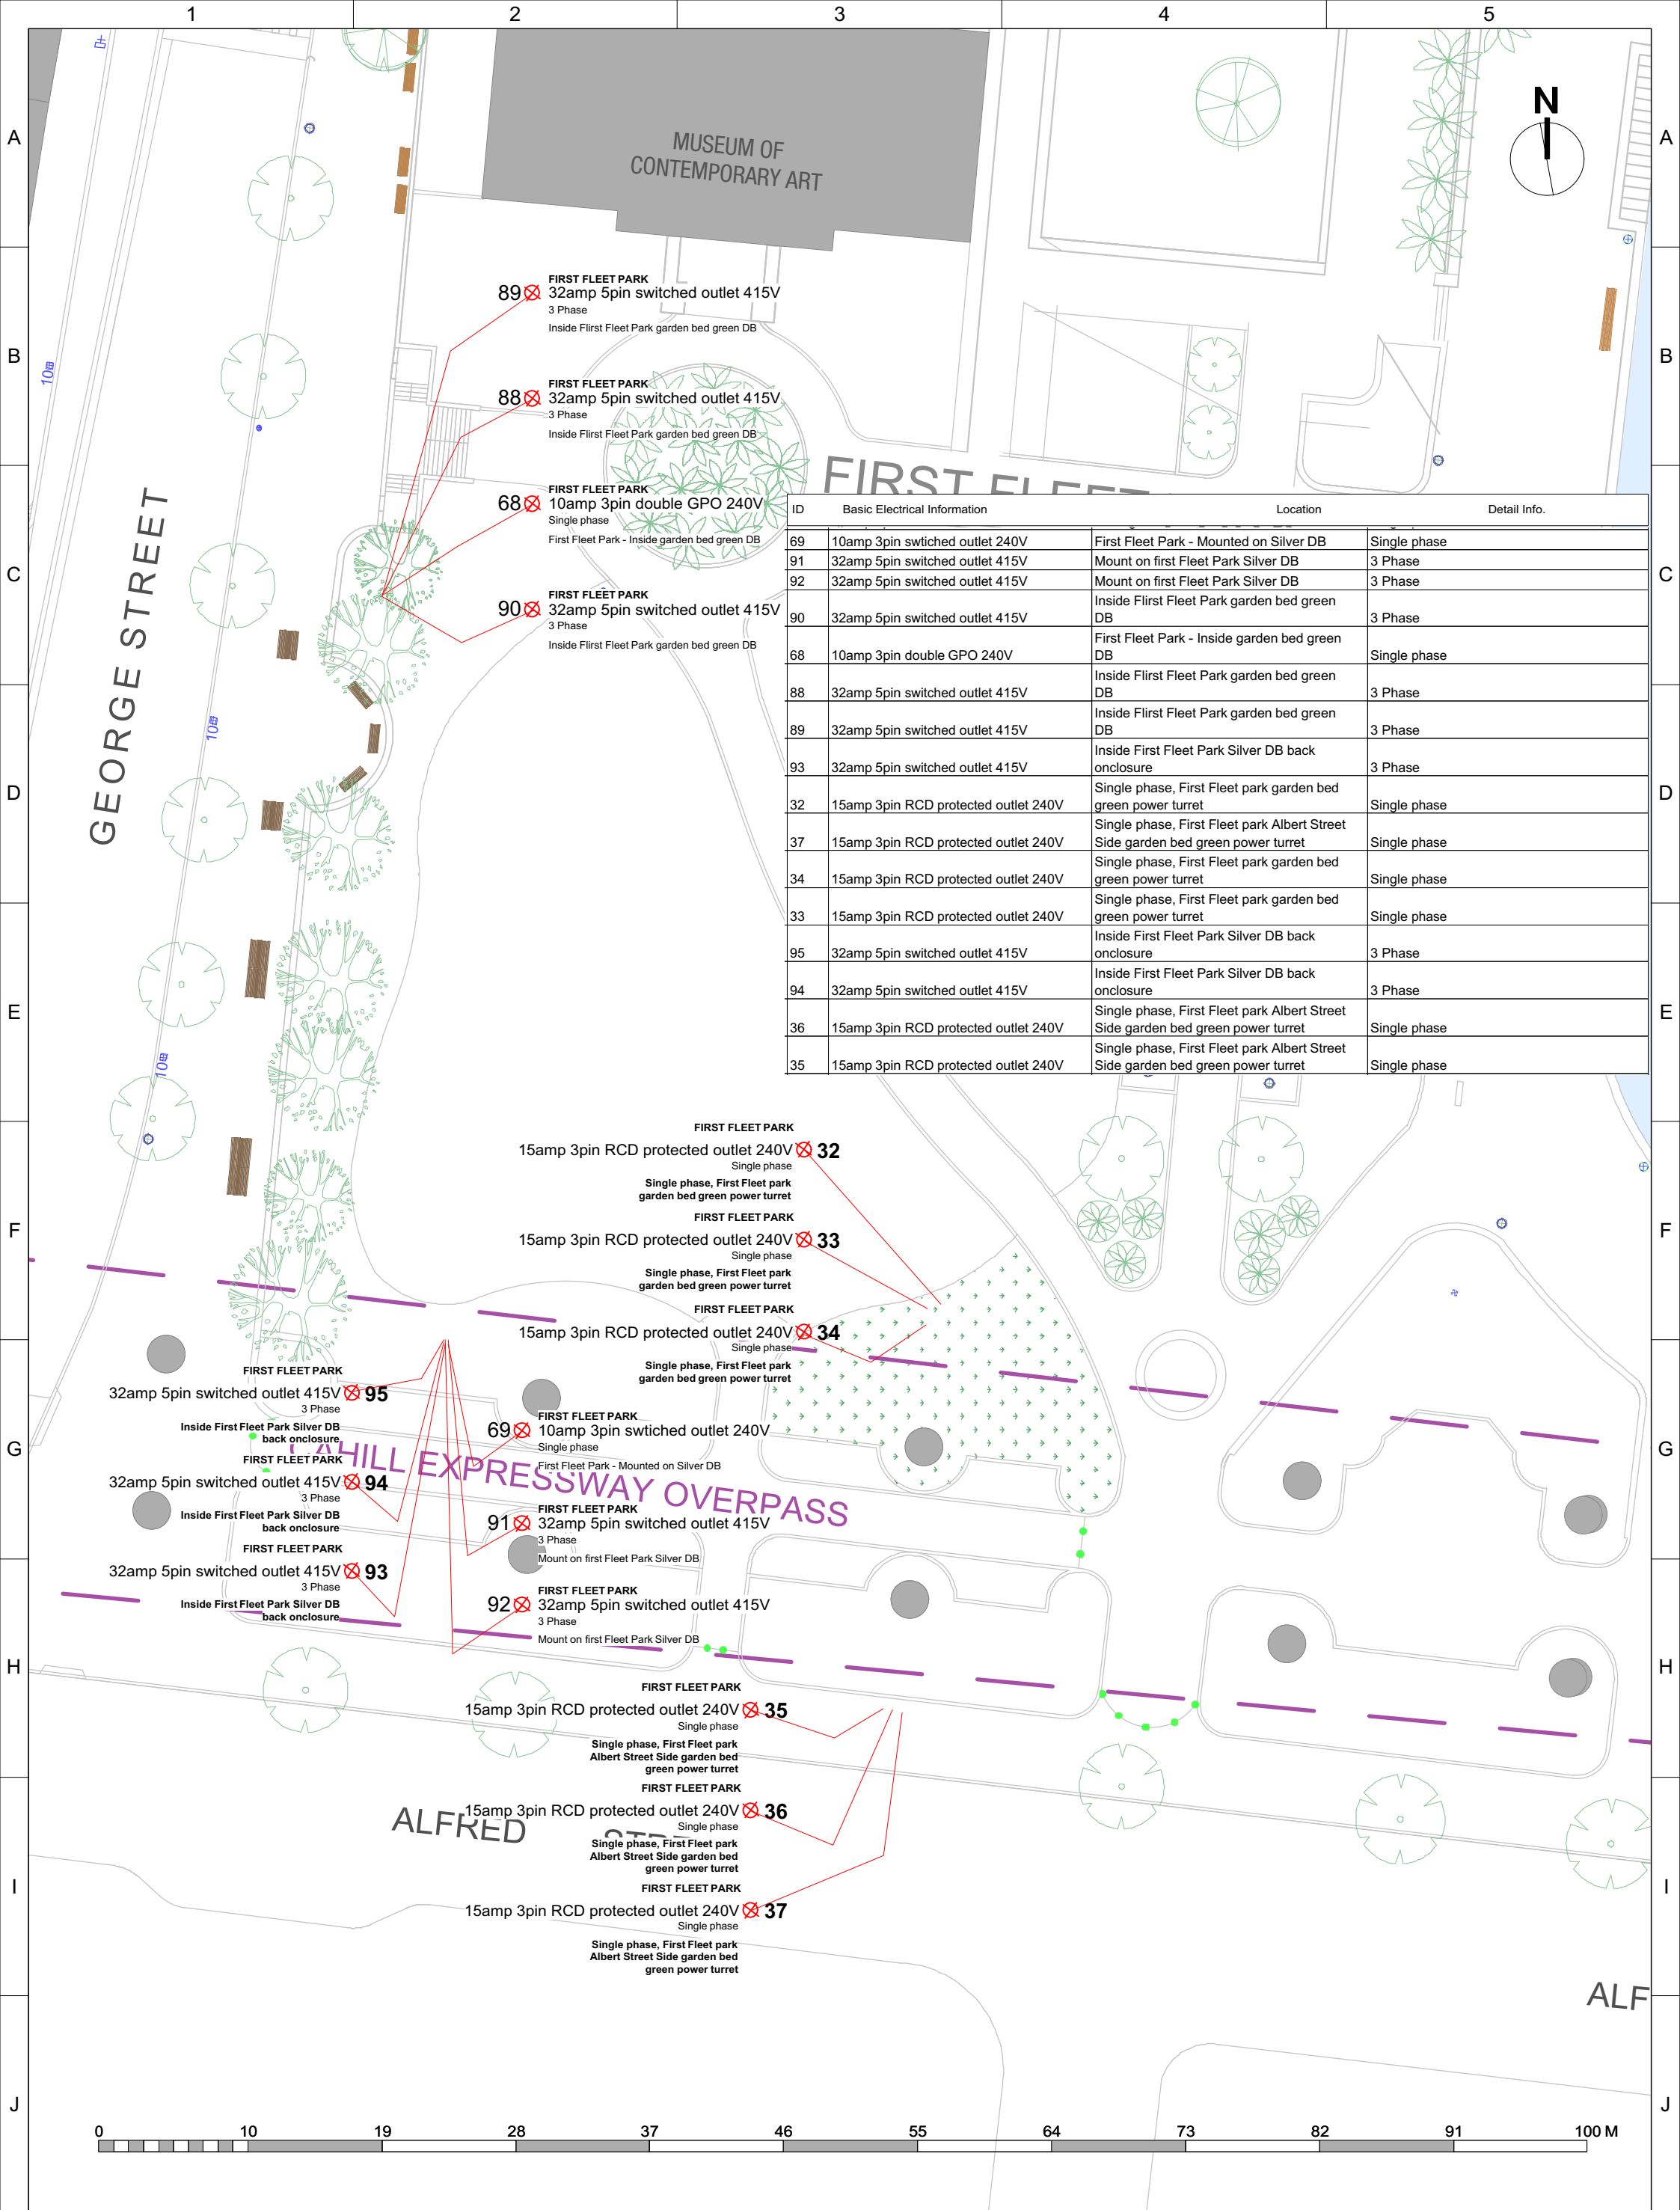 1 2 3 4 5
A A
N
MUSEUM OF
CONTEMPORARY ART
B B
10
FIRST FLEET PARK
89 32amp 5pin switched outlet 415V
3 Phase
Inside Flirst Fleet Park garden bed green DB
FIRST FLEET PARK
88 32amp 5pin switched outlet 415V
3 Phase
Inside Flirst Fleet Park garden bed green DB
FIRST FLEET
FIRST FLEET PARK
68 10amp 3pin double GPO 240V
Single phase
First Fleet Park - Inside garden bed green DB
C C
FIRST FLEET PARK
90 32amp 5pin switched outlet 415V
3 Phase
Inside Flirst Fleet Park garden bed green DB
GEORGE STREET
10
10
ID Basic Electrical Information Location Detail Info.
69 10amp 3pin swtiched outlet 240V First Fleet Park - Mounted on Silver DB Single phase
91 32amp 5pin switched outlet 415V Mount on first Fleet Park Silver DB 3 Phase
92 32amp 5pin switched outlet 415V Mount on first Fleet Park Silver DB 3 Phase
Inside Flirst Fleet Park garden bed green
90 32amp 5pin switched outlet 415V DB 3 Phase
First Fleet Park - Inside garden bed green
68 10amp 3pin double GPO 240V DB Single phase
Inside Flirst Fleet Park garden bed green
88 32amp 5pin switched outlet 415V DB 3 Phase
Inside Flirst Fleet Park garden bed green
89 32amp 5pin switched outlet 415V DB 3 Phase
Inside First Fleet Park Silver DB back
93 32amp 5pin switched outlet 415V onclosure 3 Phase
Single phase, First Fleet park garden bed
32 15amp 3pin RCD protected outlet 240V green power turret Single phase
Single phase, First Fleet park Albert Street
37 15amp 3pin RCD protected outlet 240V Side garden bed green power turret Single phase
Single phase, First Fleet park garden bed
34 15amp 3pin RCD protected outlet 240V green power turret Single phase
Single phase, First Fleet park garden bed
33 15amp 3pin RCD protected outlet 240V green power turret Single phase
Inside First Fleet Park Silver DB back
95 32amp 5pin switched outlet 415V onclosure 3 Phase
Inside First Fleet Park Silver DB back
94 32amp 5pin switched outlet 415V onclosure 3 Phase
Single phase, First Fleet park Albert Street
36 15amp 3pin RCD protected outlet 240V Side garden bed green power turret Single phase
Single phase, First Fleet park Albert Street
35 15amp 3pin RCD protected outlet 240V Side garden bed green power turret Single phase
D D
E E
FIRST FLEET PARK
15amp 3pin RCD protected outlet 240V 32
Single phase
Single phase, First Fleet park
garden bed green power turret
F F
FIRST FLEET PARK
15amp 3pin RCD protected outlet 240V 33
Single phase
Single phase, First Fleet park
garden bed green power turret
FIRST FLEET PARK
15amp 3pin RCD protected outlet 240V 34
Single phase
Single phase, First Fleet park
garden bed green power turret
FIRST FLEET PARK
32amp 5pin switched outlet 415V 95
3 Phase
Inside First Fleet Park Silver DB
back onclosure
G G
FIRST FLEET PARK
69 10amp 3pin swtiched outlet 240V
Single phase
First Fleet Park - Mounted on Silver DB
CAHILL EXPRESSWAY OVERPASS
FIRST FLEET PARK
32amp 5pin switched outlet 415V 94
3 Phase
Inside First Fleet Park Silver DB
back onclosure
FIRST FLEET PARK
91 32amp 5pin switched outlet 415V
3 Phase
Mount on first Fleet Park Silver DB
FIRST FLEET PARK
32amp 5pin switched outlet 415V 93
3 Phase
Inside First Fleet Park Silver DB
back onclosure
FIRST FLEET PARK
92 32amp 5pin switched outlet 415V
3 Phase
Mount on first Fleet Park Silver DB
H H
FIRST FLEET PARK
15amp 3pin RCD protected outlet 240V 35
Single phase
Single phase, First Fleet park
Albert Street Side garden bed
green power turret
FIRST FLEET PARK
15amp 3pin RCD protected outlet 240V 36
Single phase
Single phase, First Fleet park
Albert Street Side garden bed
green power turret
ALFRED
I I
FIRST FLEET PARK
15amp 3pin RCD protected outlet 240V 37
Single phase
Single phase, First Fleet park
Albert Street Side garden bed
green power turret
ALF
J J
0 10 19 28 37 46 55 64 73 82 91 100 M